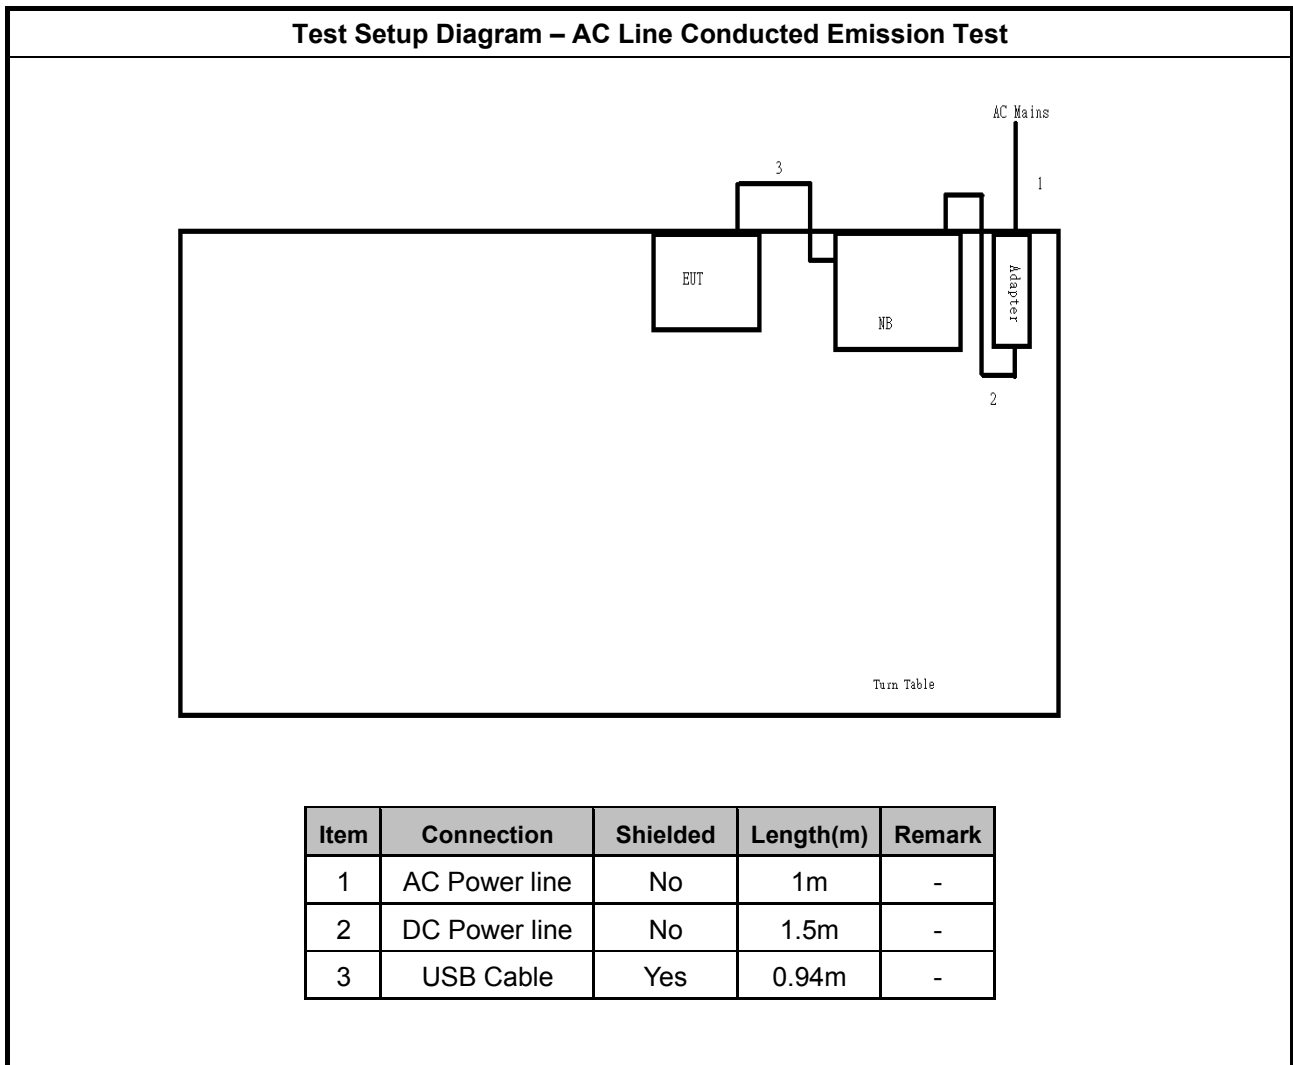 Test Setup Diagram – AC Line Conducted Emission Test
AC Mains
3
1
EUT
Adapter
NB
2
Turn Table
Item Connection Shielded Length(m) Remark
1 AC Power line No 1m -
2 DC Power line No 1.5m -
3 USB Cable Yes 0.94m -